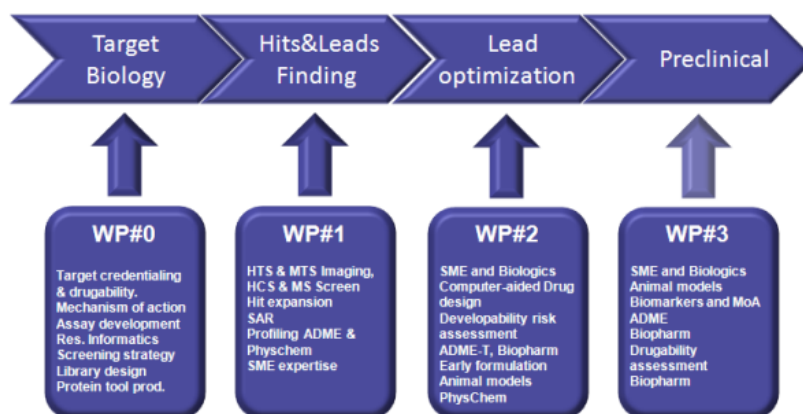 Target
Biology
Hits&Leads
Finding
Lead
optimization
Preclinical
WP#0
Target credentialing
& drugability.
Mechanism of action
Assay development
Res. Informatics
Screening strategy
Library design
Protein tool prod.
WP#1
HTS & MTS Imaging,
HCS & MS Screen
Hit expansion
SAR
Profiling ADME &
Physchem
SME expertise
WP#2
SME and Biologics
Computer-aided Drug
design
Developability risk
assessment
ADME-T, Biopharm
Early formulation
Animal models
PhysChem
WP#3
SME and Biologics
Animal models
Biomarkers and MoA
ADME
Biopharm
Drugability
assessment
Biopharm